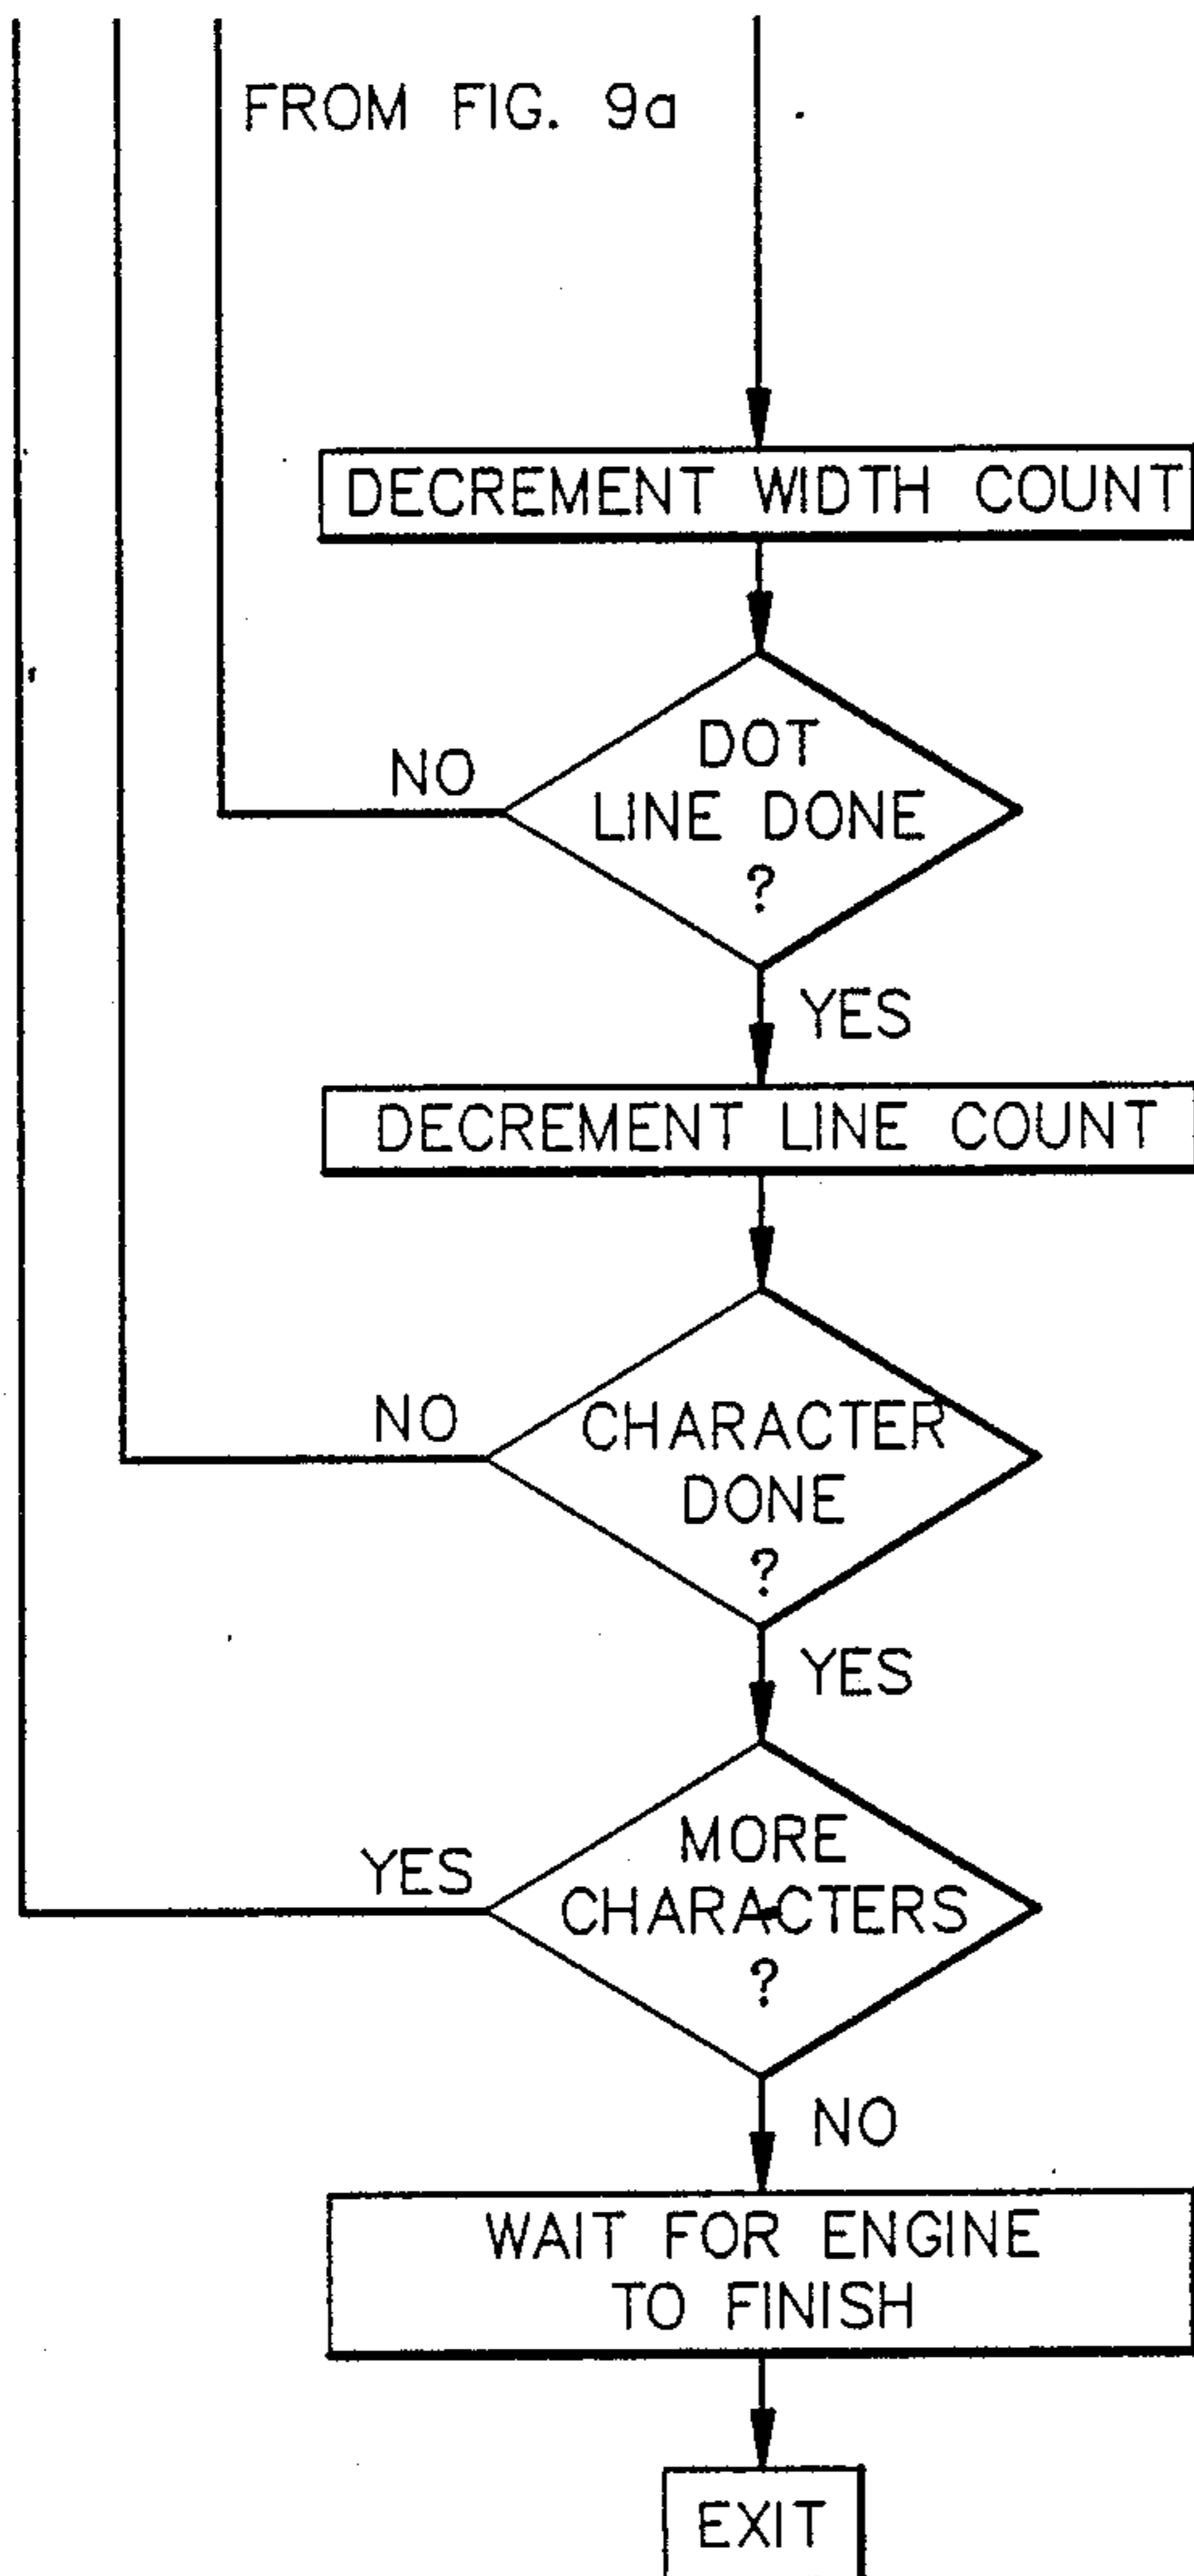 FROM FIG. 9a
DECREMENT WIDTH COUNT
DOT
LINE DONE
?
NO
YES
DECREMENT LINE COUNT
CHARACTER
DONE
?
NO
YES
MORE
CHARACTERS
?
YES
NO
WAIT FOR ENGINE
TO FINISH
EXIT